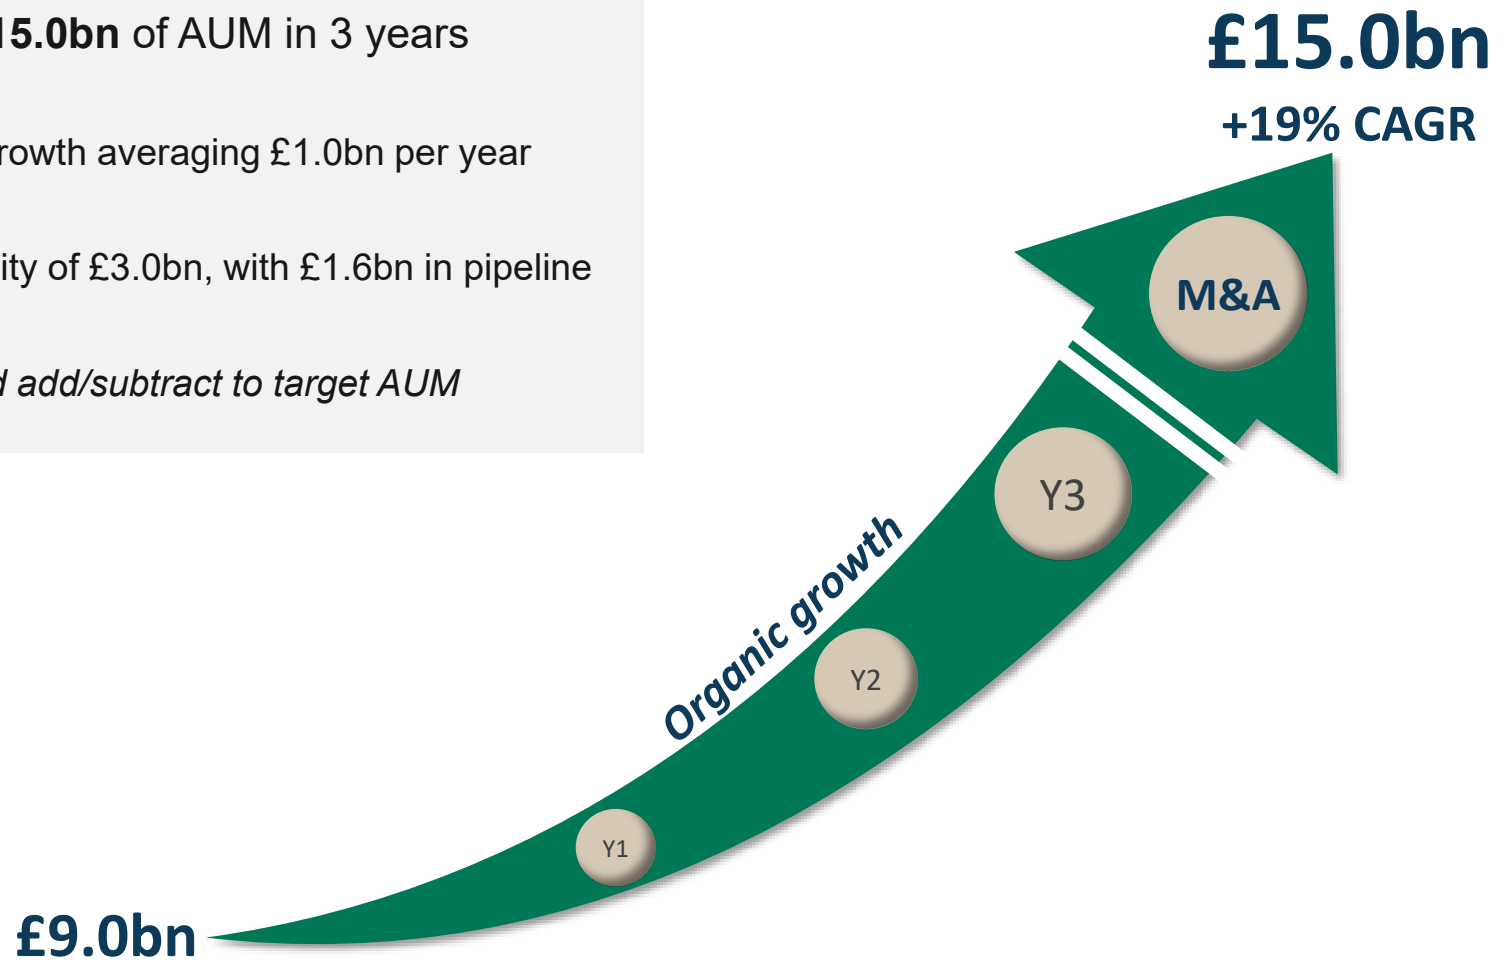 15.0bn of AUM in 3 years
rowth averaging £1.0bn per year
ity of £3.0bn, with £1.6bn in pipeline
add/subtract to target AUM
£15.0bn
+19% CAGR
M&A
Y3
Organic growth
Y2
Y1
£9.0bn